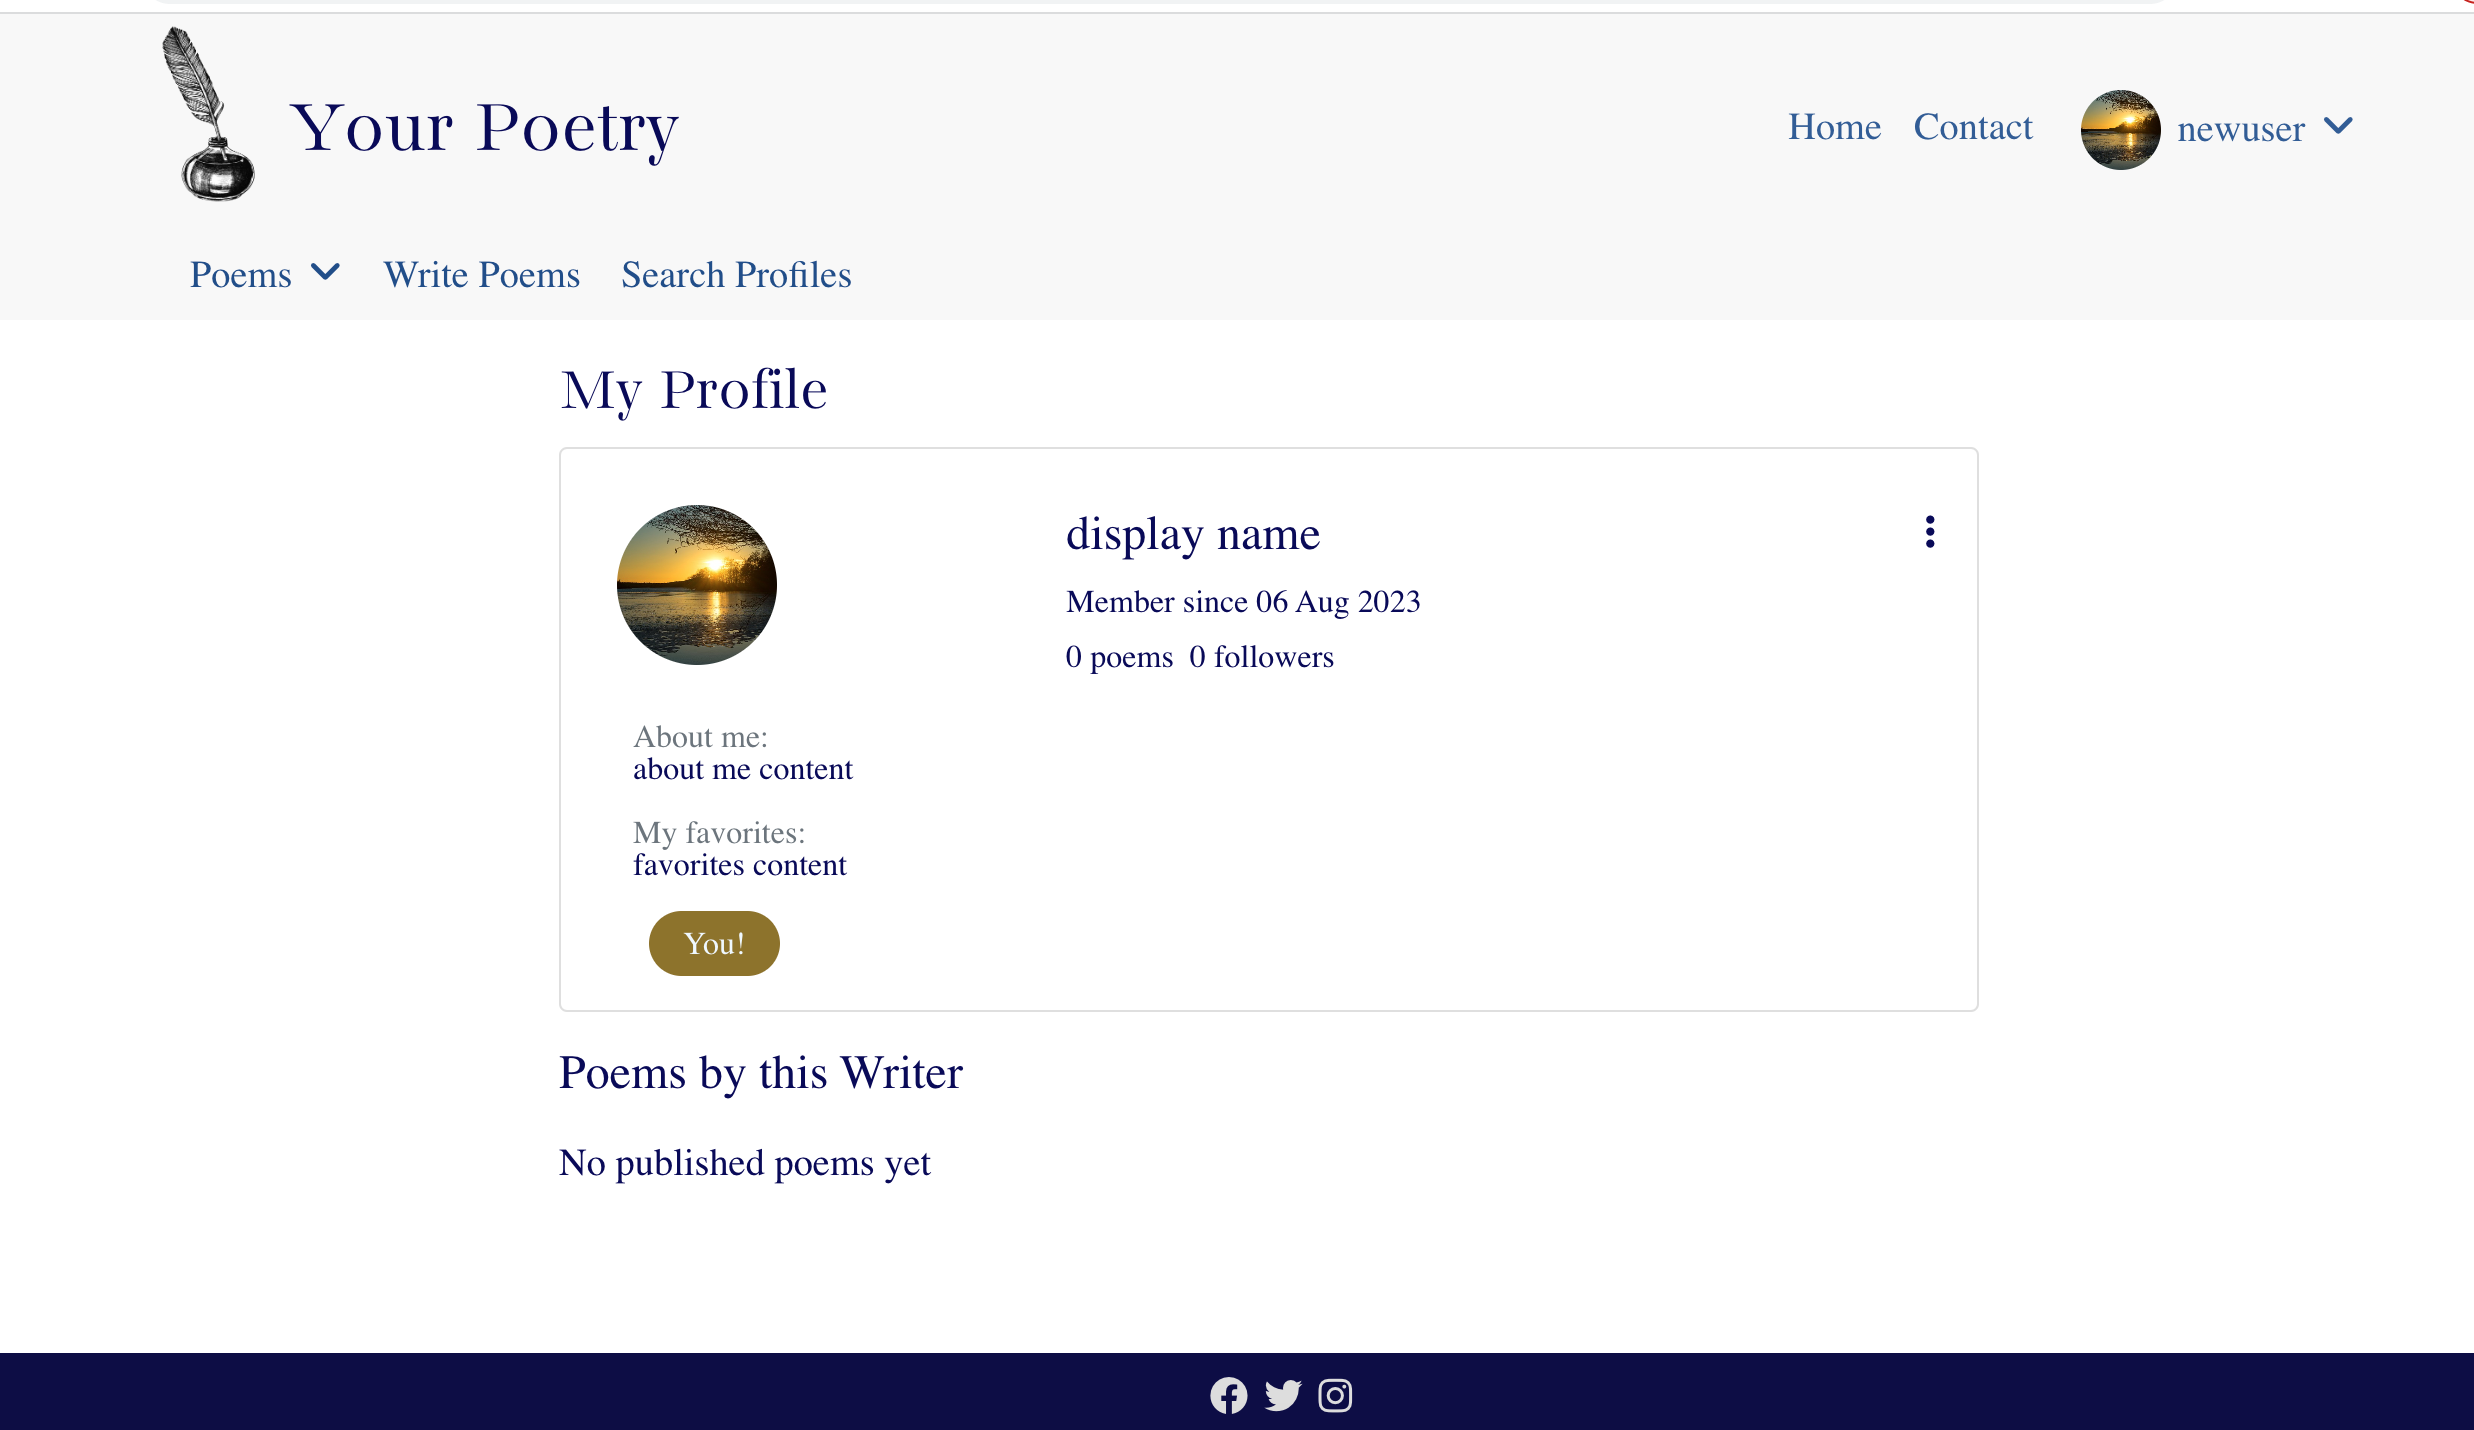 Your Poetry
Home Contact newuser
Poems Write Poems Search Profiles
My Profile
display name
Member since 06 Aug 2023
0 poems 0 followers
About me:
about me content
My favorites:
favorites content
You!
Poems by this Writer
No published poems yet